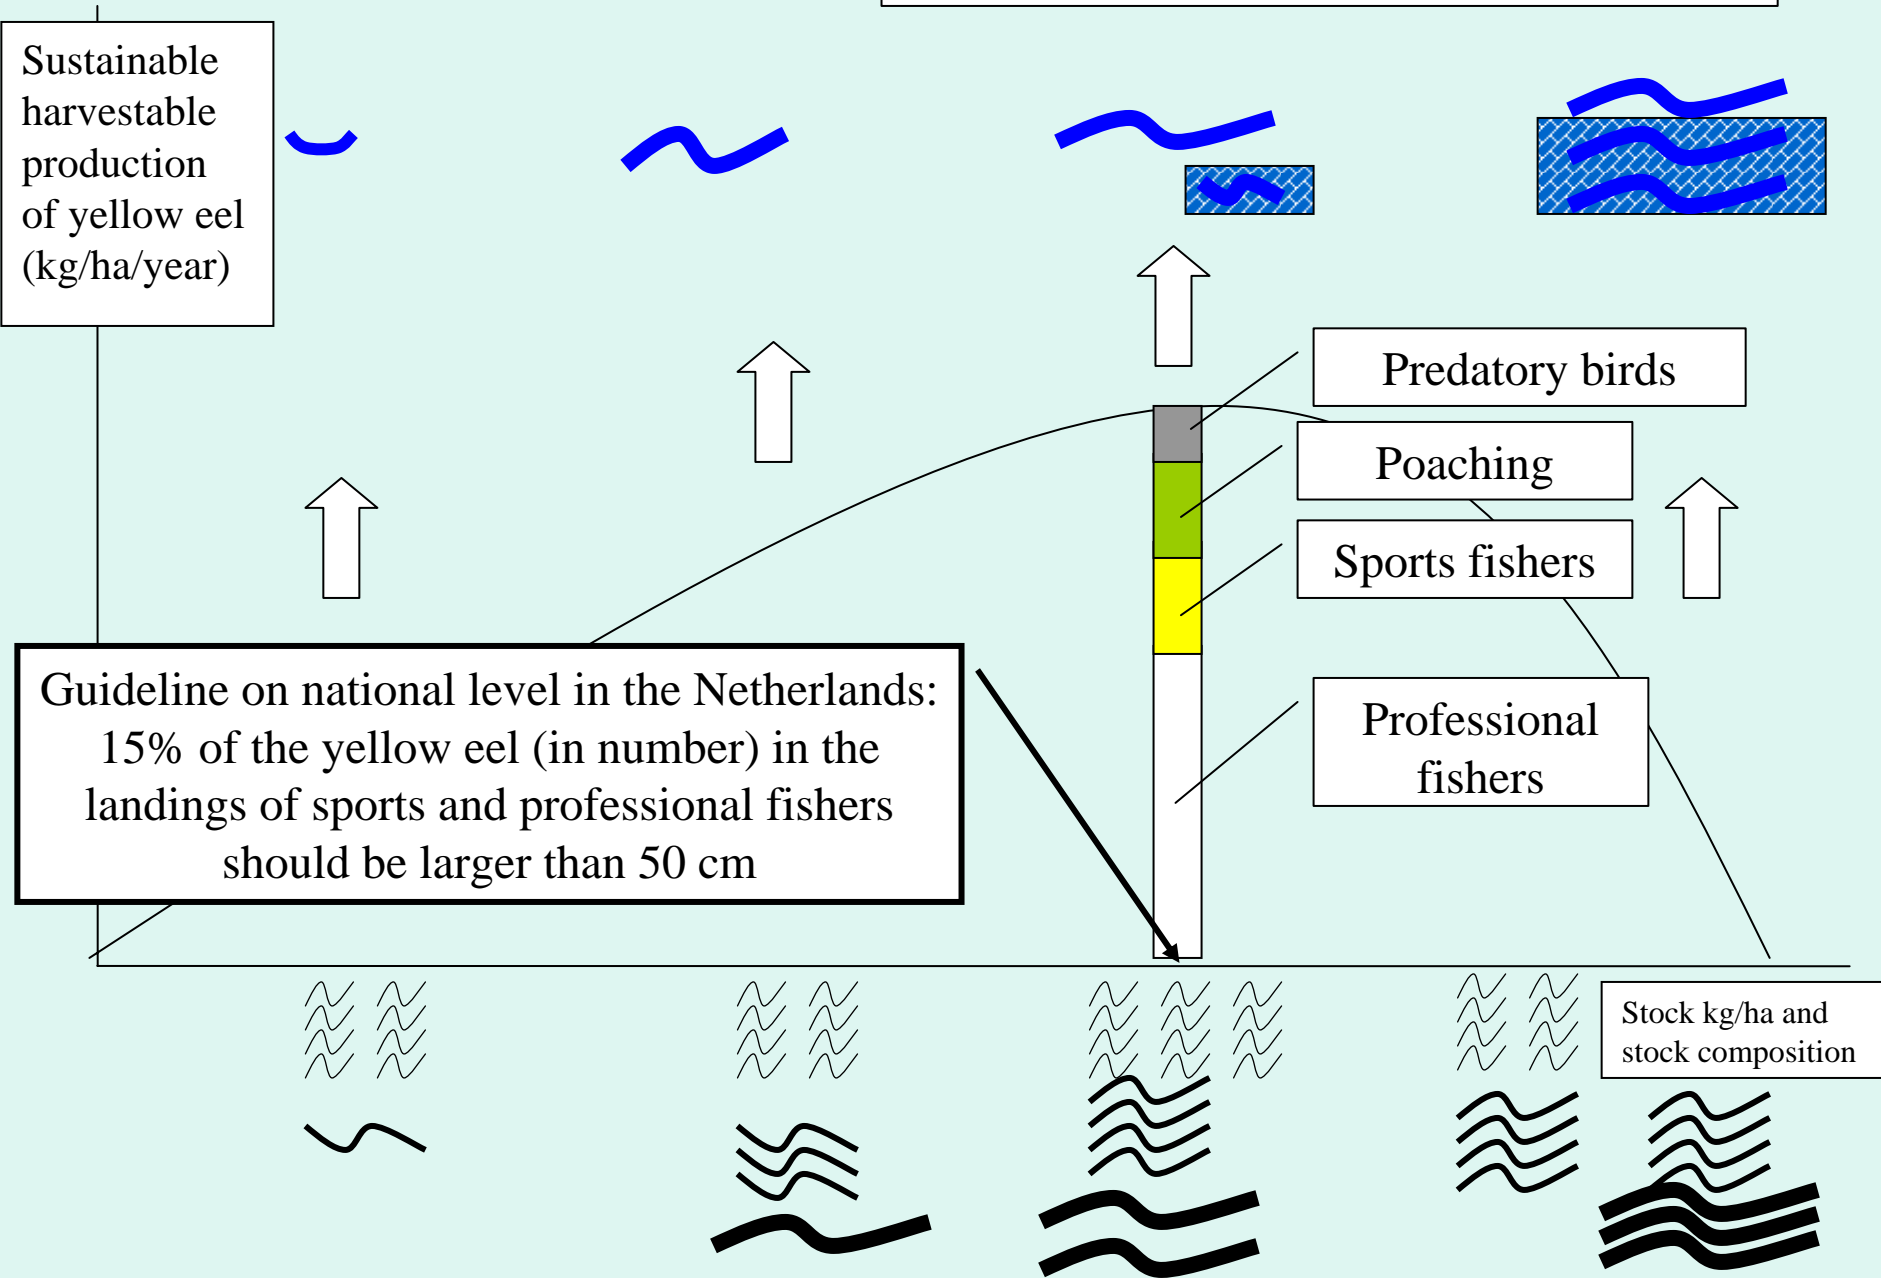 Sustainable
harvestable
production
of yellow eel
(kg/ha/year)
Predatory birds
Poaching
Sports fishers
Professional
fishers
Guideline on national level in the Netherlands:
15% of the yellow eel (in number) in the
landings of sports and professional fishers
should be larger than 50 cm
Stock kg/ha and
stock composition